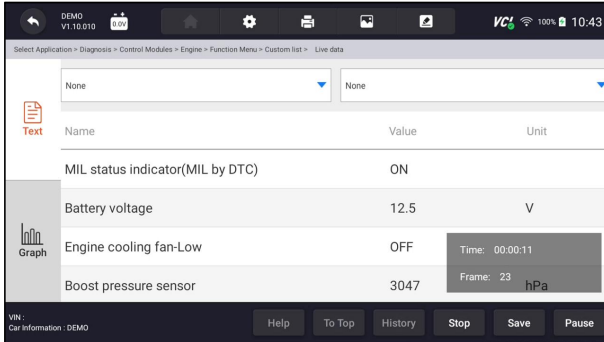 DEMO
V1.10.010
0.0V
VC!
100%
10:43
Select Application > Diagnosis > Control Modules > Engine > Function Menu > Custom list > Live data
None
None
Text
Name Value Unit
MIL status indicator(MIL by DTC) ON
Battery voltage 12.5 V
Graph
Engine cooling fan-Low OFF
Time: 00:00:11
Frame: 23
Boost pressure sensor 3047 hPa
VIN :
Car Information : DEMO
Help
To Top
History
Stop
Save
Pause